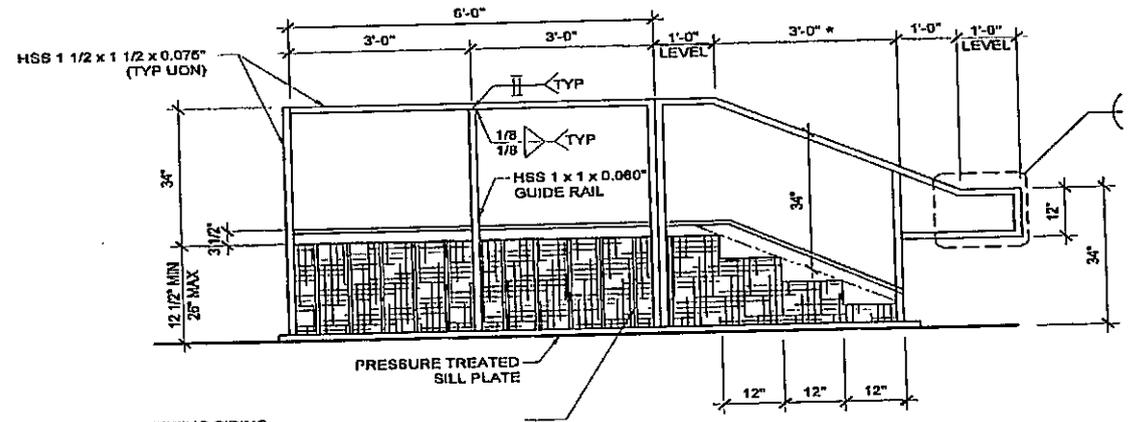 6'-0"
3'-0"
3'-0"
1'-0"
LEVEL
3'-0" *
1'-0"
1'-0"
LEVEL
HSS 1 1/2 x 1 1/2 x 0.075"
(TYP UON)
TYP
1/8
1/8
TYP
HSS 1 x 1 x 0.060"
GUIDE RAIL
34"
34"
12"
34"
3 1/2"
12 1/2" MIN
26" MAX
PRESSURE TREATED
SILL PLATE
12"
12"
12"